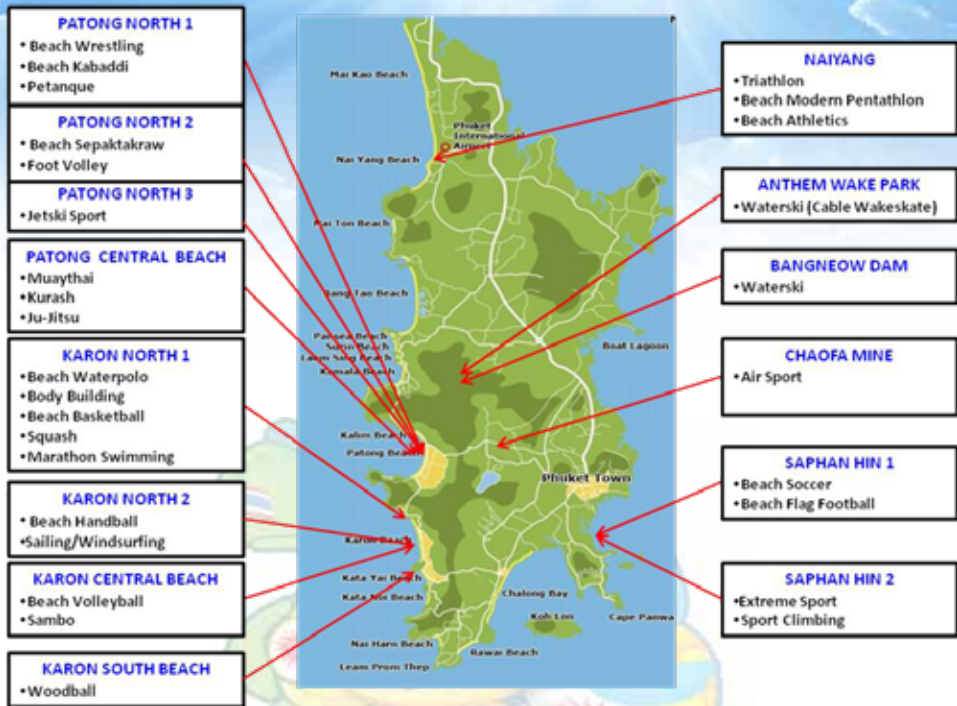 PATONG NORTH 1
• Beach Wrestling
• Beach Kabaddi
• Petanque
PATONG NORTH 2
• Beach Sepaktakraw
• Foot Volley
PATONG NORTH 3
• Jetski Sport
PATONG CENTRAL BEACH
• Muaythai
• Kurash
• Ju-Jitsu
KARON NORTH 1
• Beach Waterpolo
• Body Building
• Beach Basketball
• Squash
• Marathon Swimming
KARON NORTH 2
• Beach Handball
• Sailing/Windsurfing
KARON CENTRAL BEACH
• Beach Volleyball
• Sambo
KARON SOUTH BEACH
• Woodball
Mai Kao Beach
Phuket
International
Airport
Nai Yang Beach
Nai Ton Beach
Bang Tao Beach
Pansea Beach
Surin Beach
Laem Sing Beach
Kamala Beach
Boat Lagoon
Kalim Beach
Patong Beach
Phuket Town
Karon Beach
Kata Yai Beach
Kata Noi Beach
Chalong Bay
Koh Lon
Cape Panwa
Nai Harn Beach
Rawai Beach
Leam Prom Thep
NAIYANG
• Triathlon
• Beach Modern Pentathlon
• Beach Athletics
ANTHEM WAKE PARK
• Waterski (Cable Wakeskate)
BANGNEOW DAM
• Waterski
CHAOFA MINE
• Air Sport
SAPHAN HIN 1
• Beach Soccer
• Beach Flag Football
SAPHAN HIN 2
• Extreme Sport
• Sport Climbing